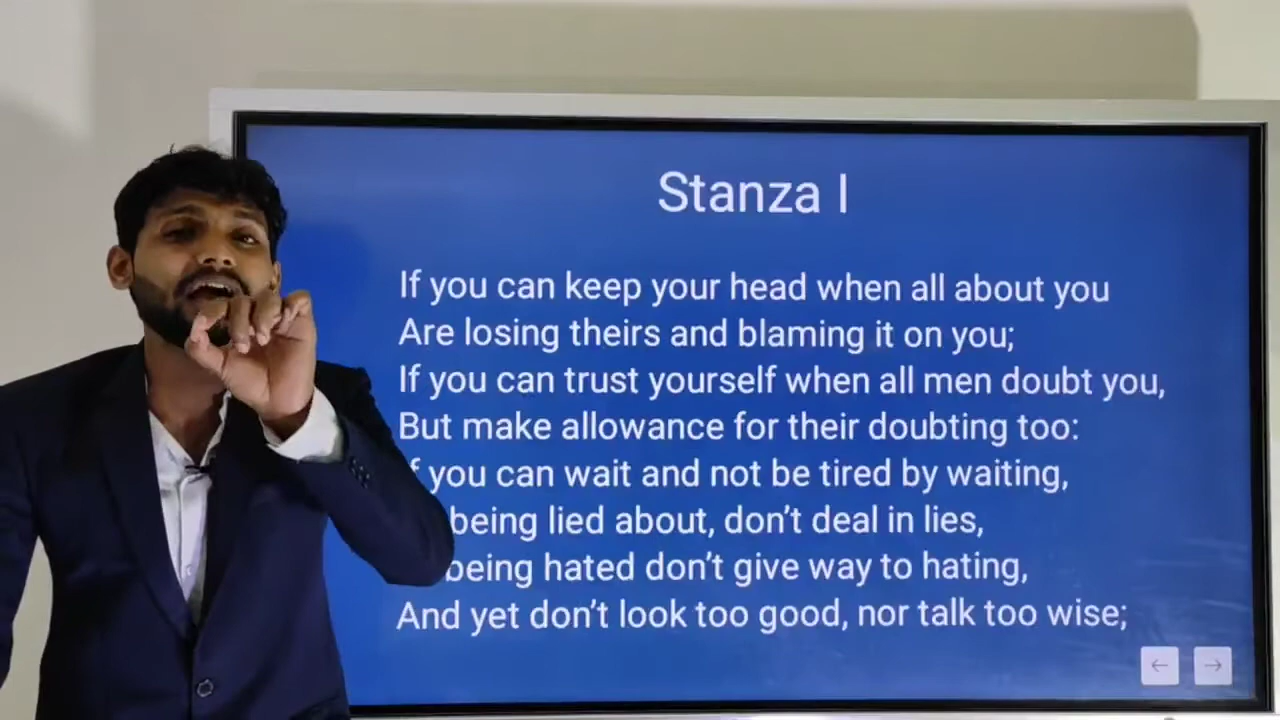 Stanza I
If you can keep your head when all about you
Are losing theirs and blaming it on you;
If you can trust yourself when all men doubt you,
But make allowance for their doubting too:
If you can wait and not be tired by waiting,
being lied about, don't deal in lies,
being hated don't give way to hating,
And yet don't look too good, nor talk too wise;